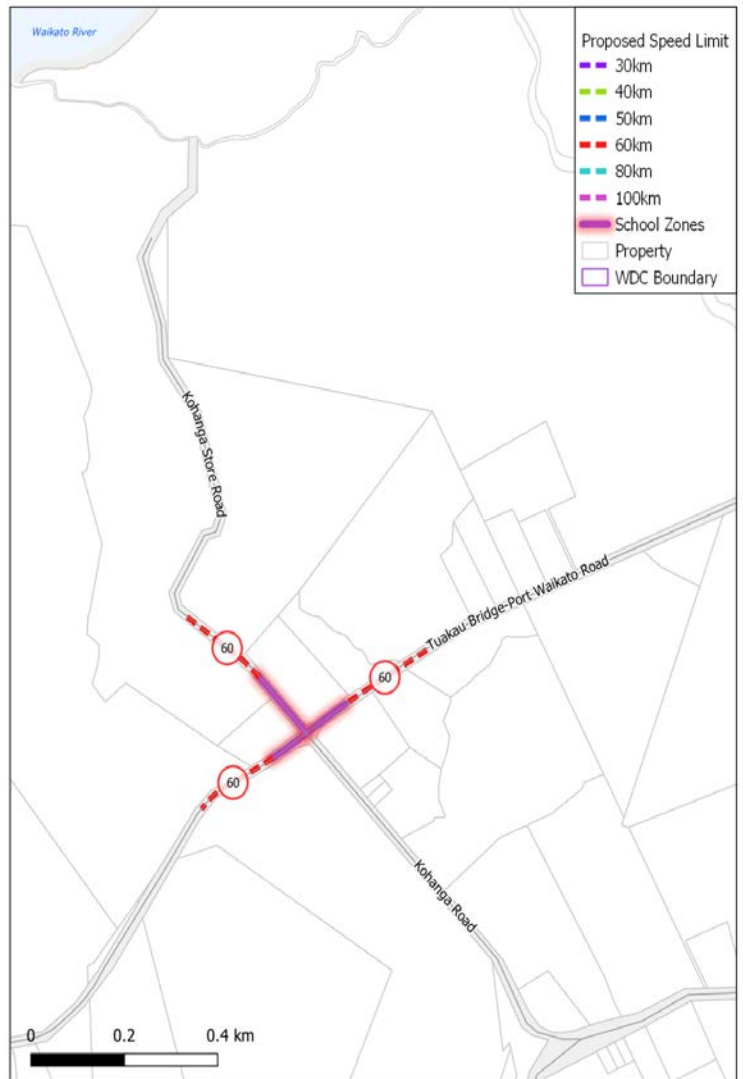 Waikato River
Proposed Speed Limit
30km
40km
50km
60km
80km
100km
School Zones
Property
WDC Boundary
Kohanga Store Road
Tuakau Bridge-Port Waikato Road
60
60
60
Kohanga Road
0 0.2 0.4 km